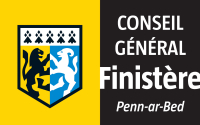 CONSEIL
GÉNÉRAL
Finistère
Penn-ar-Bed